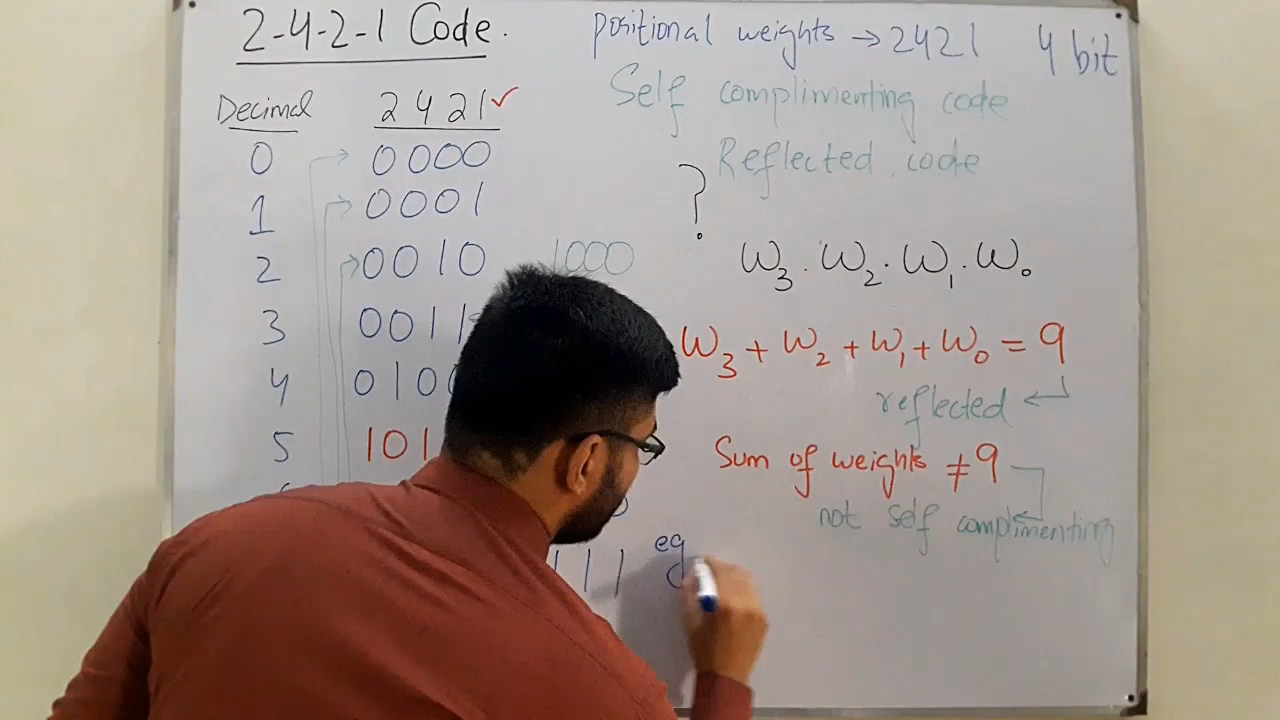 2-4-2-1 Code.
positional weights → 2421 4 bit
Self complimenting code
Reflected code
Decimal 2 4 2 1 ✓
0 0000
1 0001
2 0010 1000
3 0011
4 010
5 101
?
W3 . W2 . W1 . W0
W3 + W2 + W1 + W0 = 9
reflected ←
Sum of weights ≠ 9
not self complimenting
111
eg